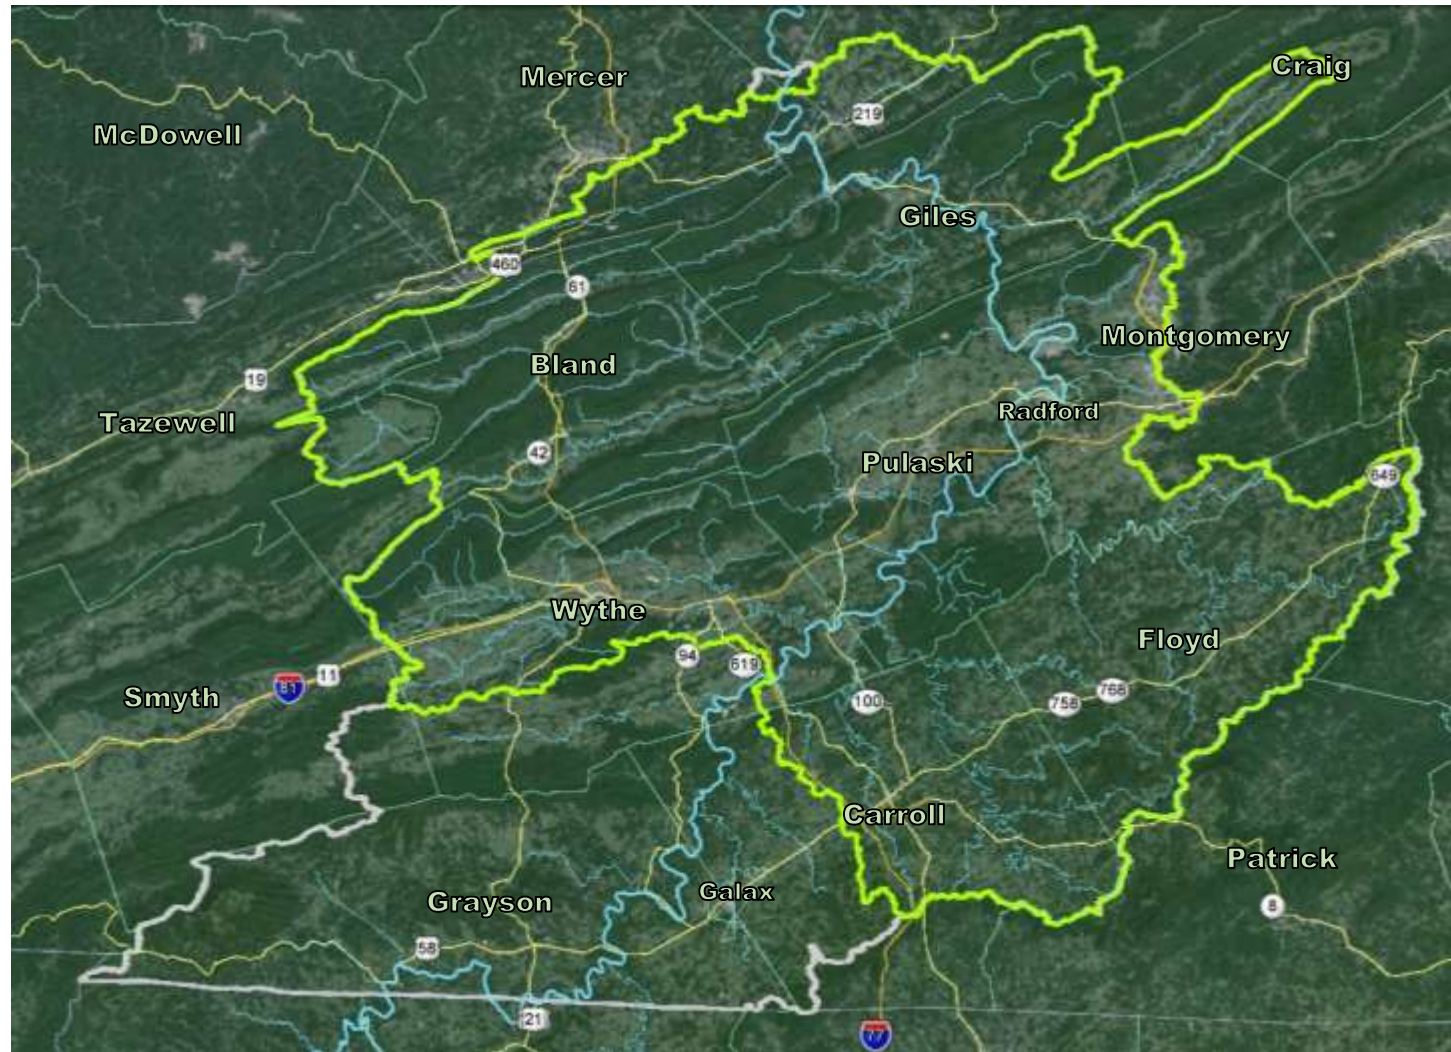 Craig
Mercer
219
McDowell
Giles
460
61
Montgomery
Bland
19
Radford
Tazewell
42
Pulaski
649
Wythe
Floyd
94
619
11
81
Smyth
768
100
758
Carroll
Patrick
Galax
Grayson
8
58
21
77